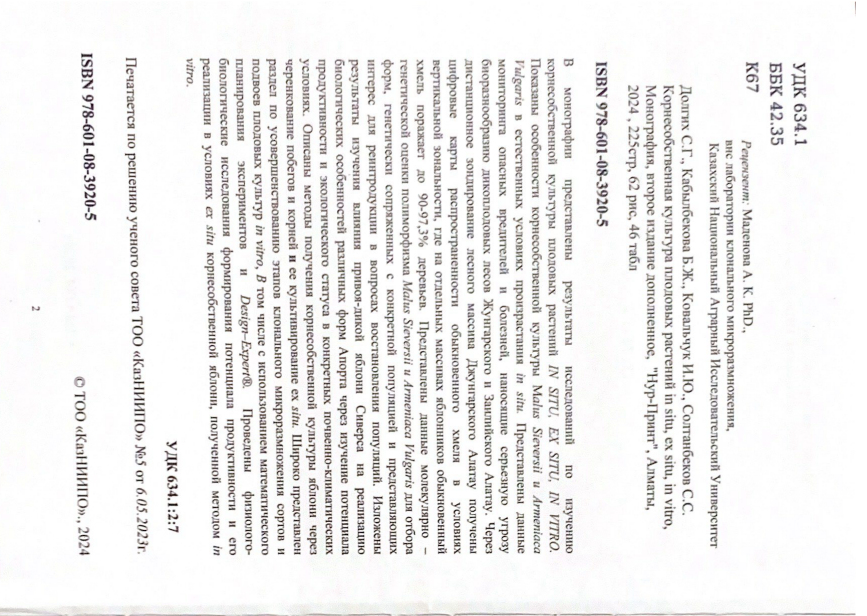 УДК 634.1
ББК 42.35
К67
Рецензент: Маденова А. К. PhD.,
внс лаборатории клонального микроразмножения,
Казахский Национальный Аграрный Исследовательский Университет
Долгих С.Г., Кабылбекова Б.Ж., Ковальчук И.Ю., Солтанбеков С.С.
Корнесобственная культура плодовых растений in situ, ex situ, in vitro,
Монография, второе издание дополненное, "Нур-Принт", Алматы,
2024 , 225стр, 62 рис, 46 табл
ISBN 978-601-08-3920-5
В монографии представлены результаты исследований по изучению
корнесобственной культуры плодовых растений IN SITU, EX SITU, IN VITRO.
Показаны особенности корнесобственной культуры Malus Sieversii и Armeniaca
Vulgaris в естественных условиях произрастания in situ. Представлены данные
мониторинга опасных вредителей и болезней, наносящие серьезную угрозу
биоразнообразию дикоплодовых лесов Жунгарского и Заилийского Алатау. Через
дистанционное зондирование лесного массива Джунгарского Алатау получены
цифровые карты распространенности обыкновенного хмеля в условиях
вертикальной зональности, где на отдельных массивах яблонников обыкновенный
хмель поражает до 90-97,3% деревьев. Представлены данные молекулярно –
генетической оценки полиморфизма Malus Sieversii и Armeniaca Vulgaris для отбора
форм, генетически сопряженных с конкретной популяцией и представляющих
интерес для реинтродукции в вопросах восстановления популяций. Изложены
результаты изучения влияния привоя-дикой яблони Сиверса на реализацию
биологических особенностей различных форм Апорта через изучение потенциала
продуктивности и экологического статуса в конкретных почвенно-климатических
условиях. Описаны методы получения корнесобственной культуры яблони через
черенкование побегов и корней и ее культивирование ex situ. Широко представлен
раздел по усовершенствованию этапов клонального микроразмножения сортов и
подвоев плодовых культур in vitro, В том числе с использованием математического
планирования экспериментов и Design–Expert®. Проведены физиолого-
биологические исследования формирования потенциала продуктивности и его
реализации в условиях ex situ корнесобственной яблони, полученной методом in
vitro.
УДК 634.1:2:7
Печатается по решению ученого совета ТОО «КазНИИПО» №5 от 6.05.2023г.
ISBN 978-601-08-3920-5
© ТОО «КазНИИПО»., 2024
2